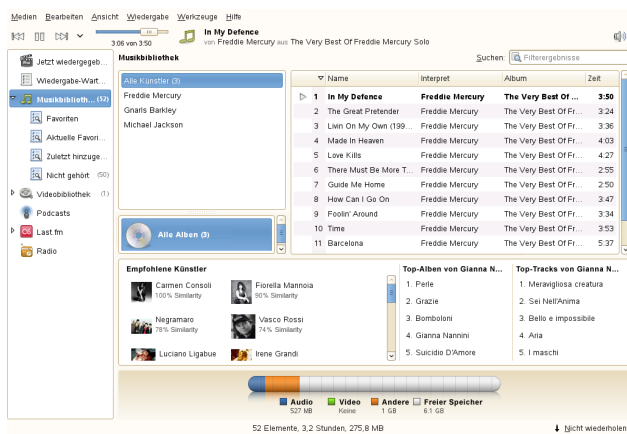 Medien Bearbeiten Ansicht Wiedergabe Werkzeuge Hilfe
In My Defence
von Freddie Mercury aus The Very Best Of Freddie Mercury Solo
3:06 von 3:50
Jetzt wiedergegeb...
Wiedergabe-Wart...
Musikbiblioth... (52)
Favoriten
Aktuelle Favori...
Zuletzt hinzuge...
Nicht gehört (50)
Videobibliothek (1)
Podcasts
Last.fm
Radio
Musikbibliothek
Suchen: Filterergebnisse
Alle Künstler (3)
Freddie Mercury
Gnarls Barkley
Michael Jackson
Alle Alben (3)
Name Interpret Album Zeit
1 In My Defence Freddie Mercury The Very Best Of ... 3:50
2 The Great Pretender Freddie Mercury The Very Best Of Fr... 3:24
3 Livin On My Own (199... Freddie Mercury The Very Best Of Fr... 3:36
4 Made In Heaven Freddie Mercury The Very Best Of Fr... 4:03
5 Love Kills Freddie Mercury The Very Best Of Fr... 4:27
6 There Must Be More T... Freddie Mercury The Very Best Of Fr... 2:55
7 Guide Me Home Freddie Mercury The Very Best Of Fr... 2:50
8 How Can I Go On Freddie Mercury The Very Best Of Fr... 3:47
9 Foolin' Around Freddie Mercury The Very Best Of Fr... 3:34
10 Time Freddie Mercury The Very Best Of Fr... 3:53
11 Barcelona Freddie Mercury The Very Best Of Fr... 5:37
Empfohlene Künstler
Carmen Consoli
100% Similarity
Fiorella Mannoia
90% Similarity
Negramaro
78% Similarity
Vasco Rossi
74% Similarity
Luciano Ligabue
Irene Grandi
Top-Alben von Gianna N...
1. Perle
2. Grazie
3. Bomboloni
4. Gianna Nannini
5. Suicidio D'Amore
Top-Tracks von Gianna N...
1. Meravigliosa creatura
2. Sei Nell'Anima
3. Bello e impossibile
4. Aria
5. I maschi
Audio
527 MB
Video
Keine
Andere
1 GB
Freier Speicher
6.1 GB
52 Elemente, 3,2 Stunden, 275,8 MB
Nicht wiederholen